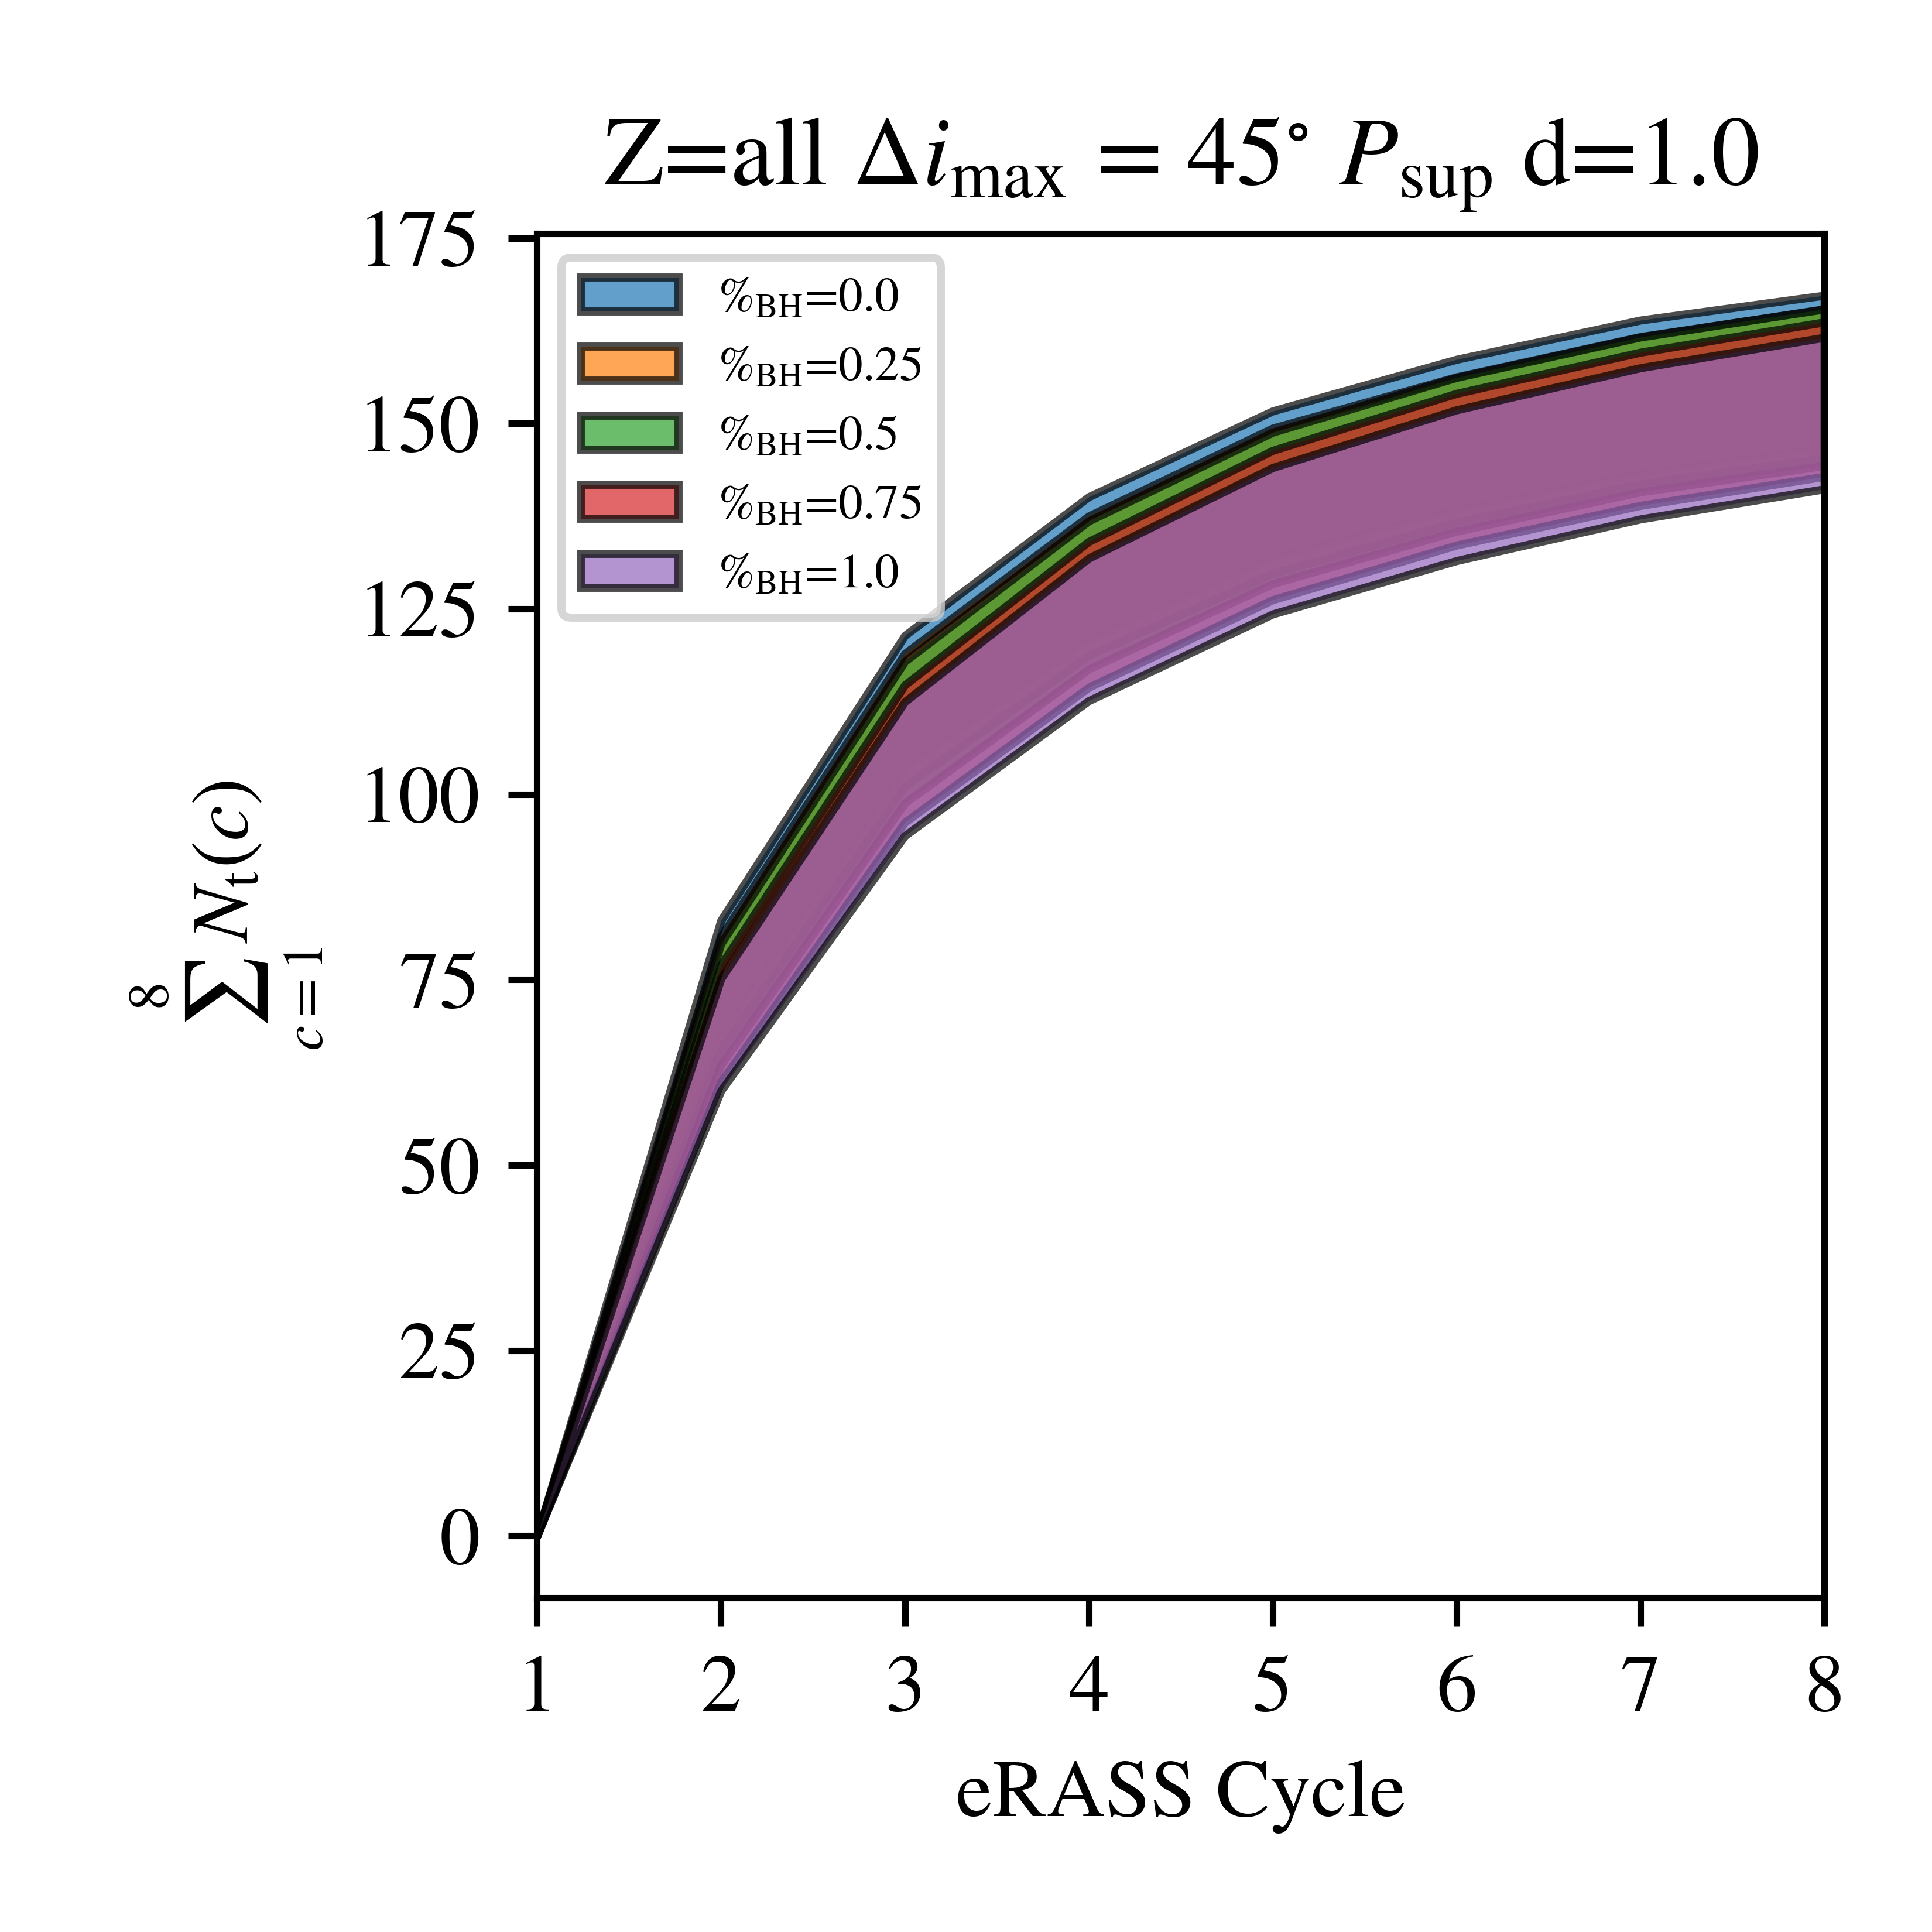 Z=all Δi_max = 45° P_sup d=1.0
175
150
125
100
75
50
25
0
%_BH=0.0
%_BH=0.25
%_BH=0.5
%_BH=0.75
%_BH=1.0
∑_{c=1}^{8} N_t(c)
1 2 3 4 5 6 7 8
eRASS Cycle